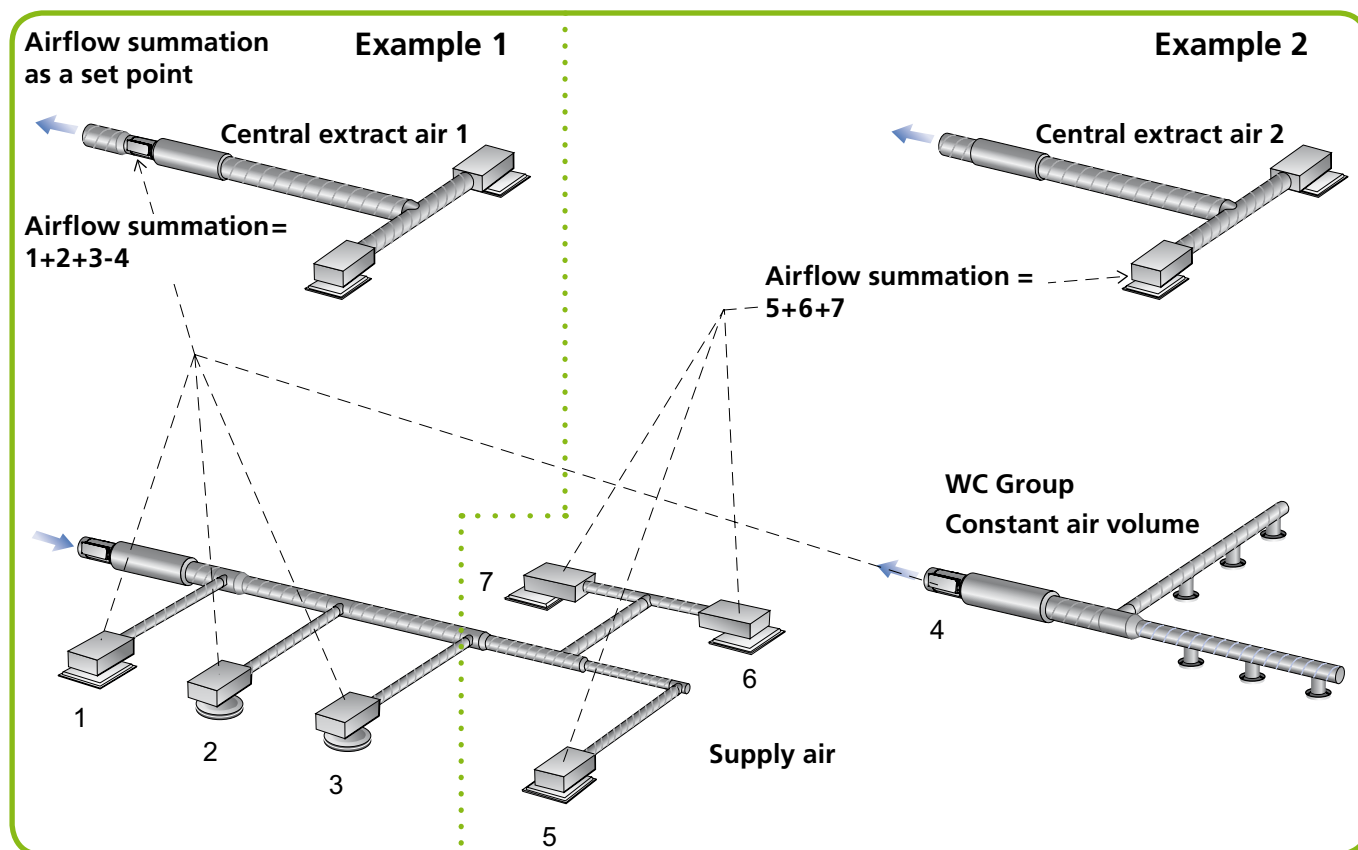 Airflow summation
as a set point
Example 1
Example 2
Central extract air 1
Central extract air 2
Airflow summation=
1+2+3-4
Airflow summation =
5+6+7
WC Group
Constant air volume
7
4
6
1
2
3
Supply air
5